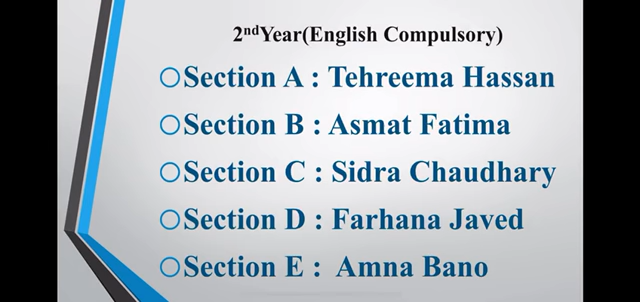 2ndYear(English Compulsory)
Section A : Tehreema Hassan
Section B : Asmat Fatima
Section C : Sidra Chaudhary
Section D : Farhana Javed
Section E : Amna Bano